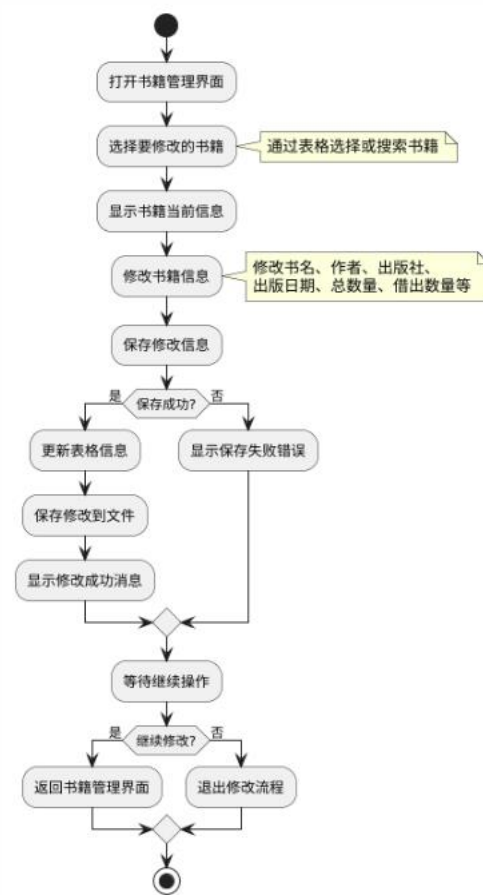 打开书籍管理界面
选择要修改的书籍
通过表格选择或搜索书籍
显示书籍当前信息
修改书籍信息
修改书名、作者、出版社、
出版日期、总数量、借出数量等
保存修改信息
是
保存成功?
否
更新表格信息
显示保存失败错误
保存修改到文件
显示修改成功消息
等待继续操作
是
继续修改?
否
返回书籍管理界面
退出修改流程